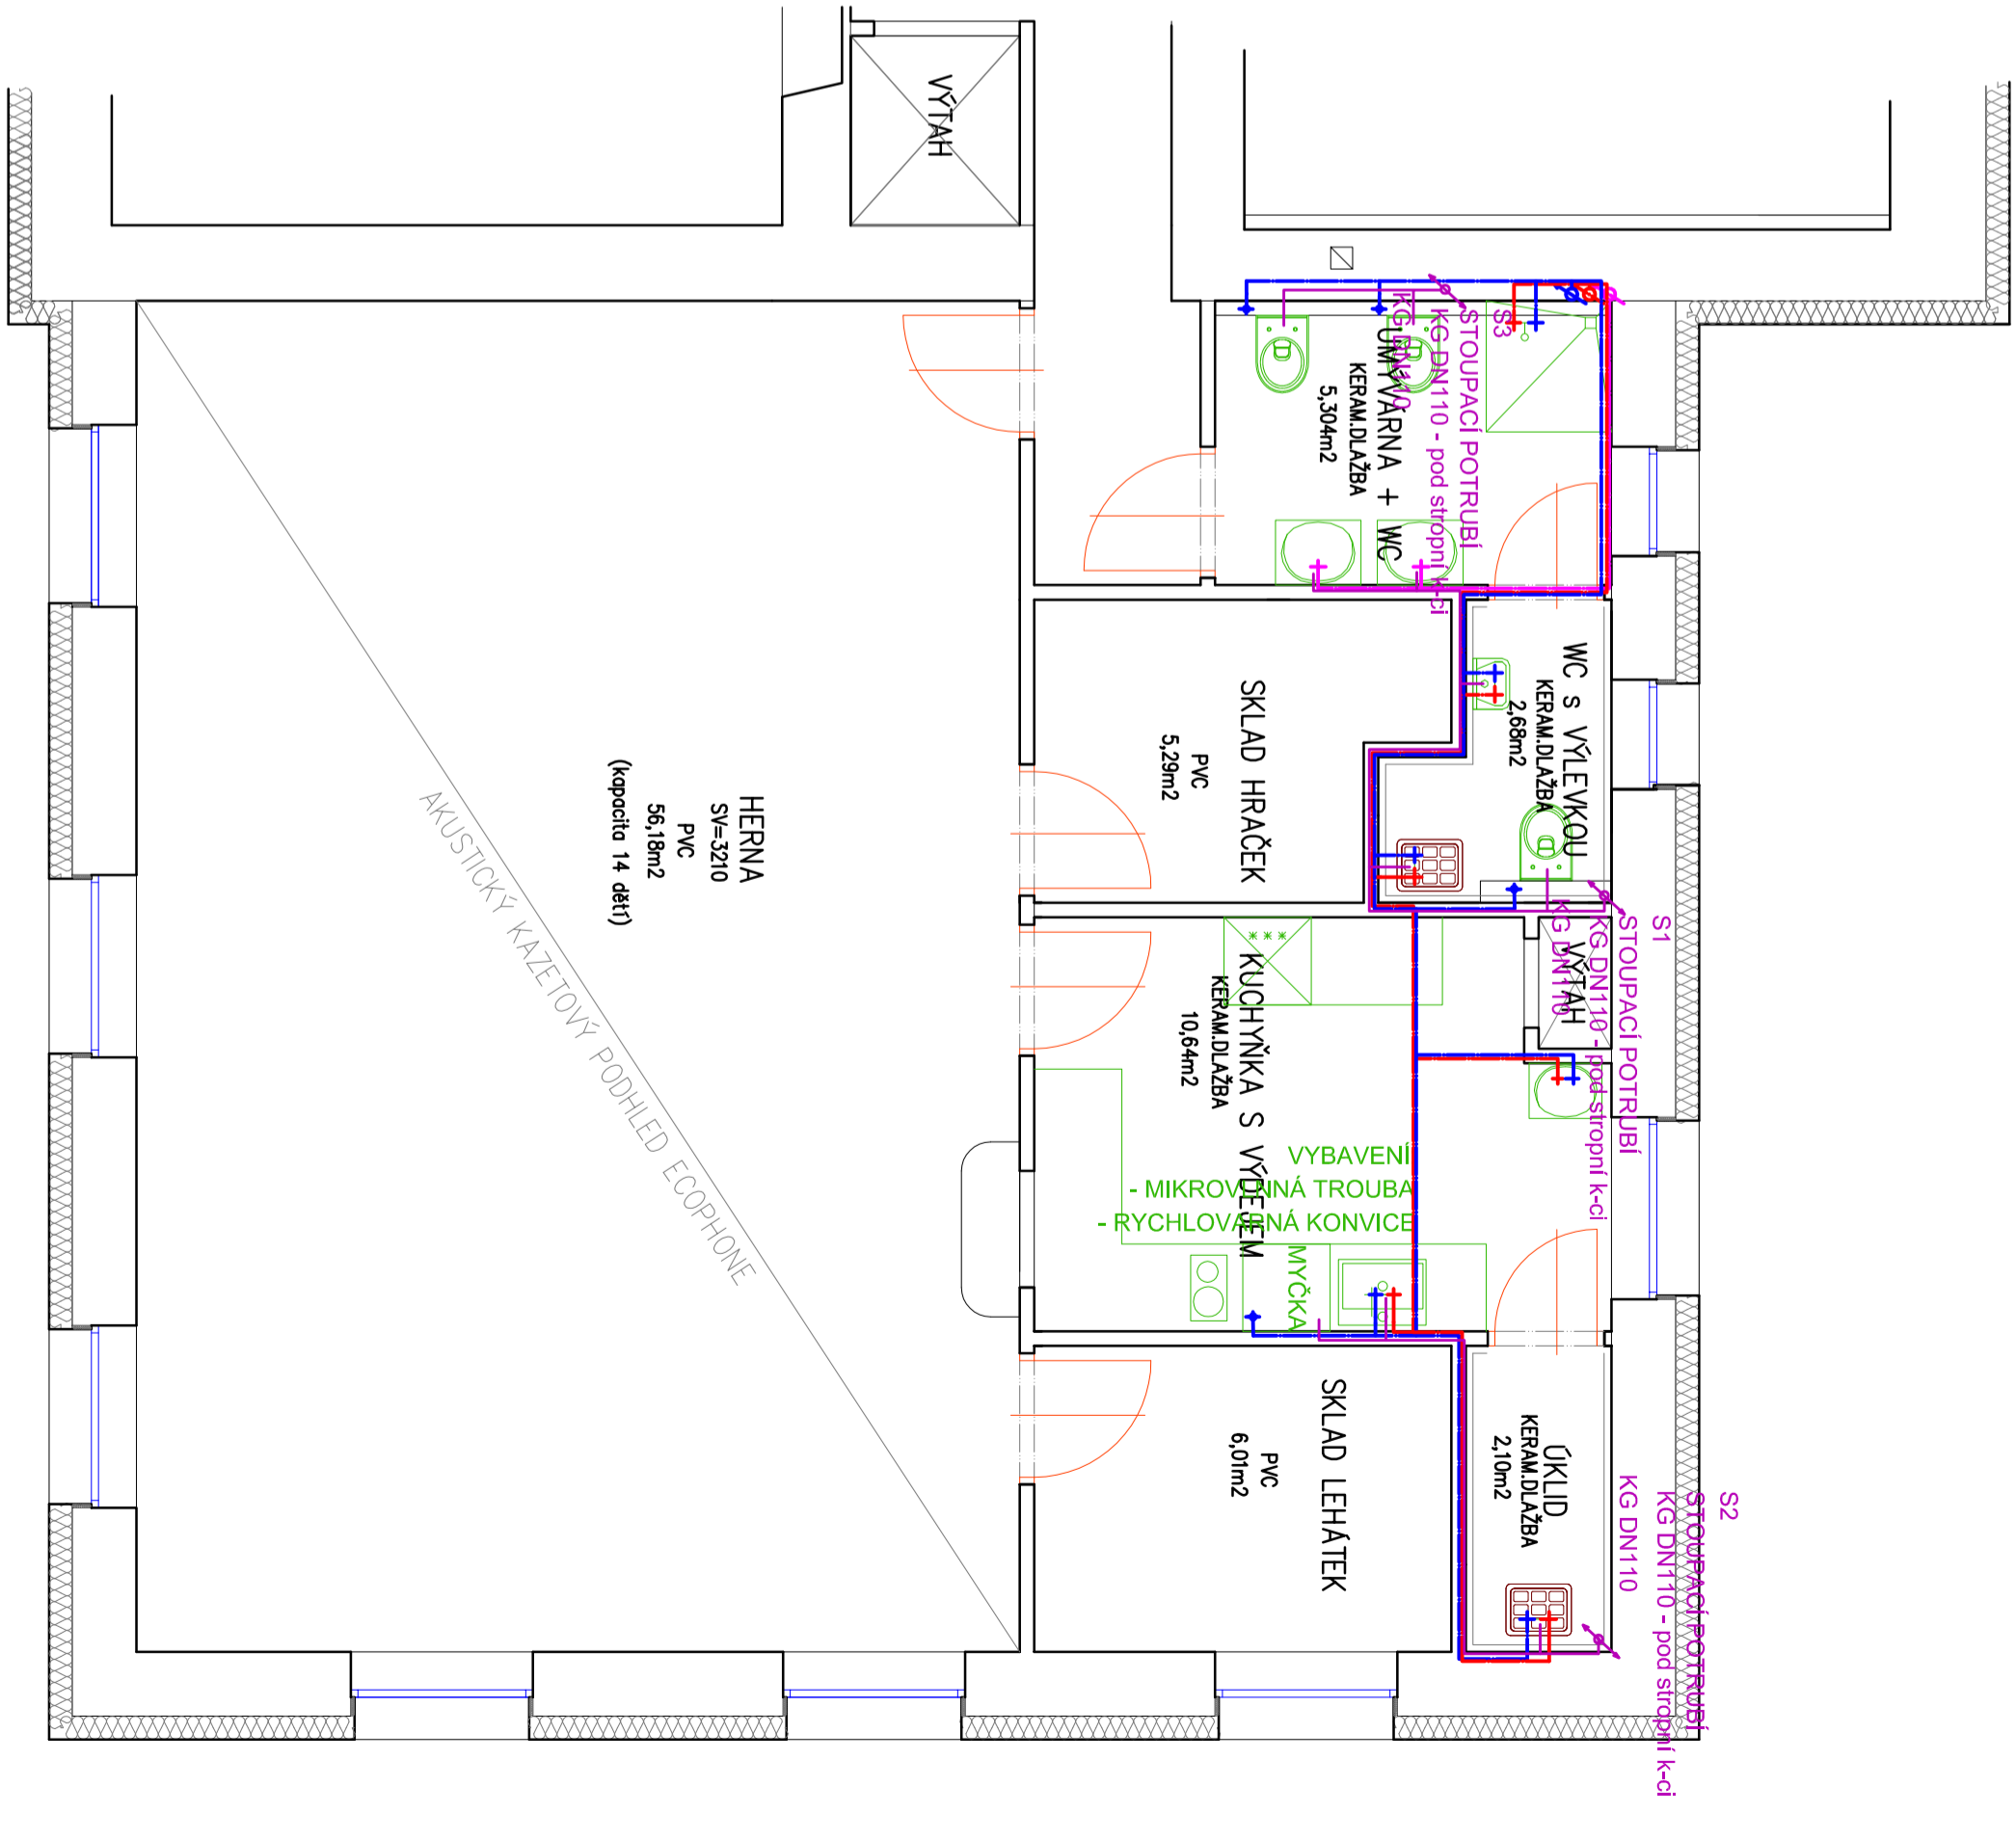 VÝTAH
S3
STOUPACÍ POTRUBÍ
KG DN110 - pod stropní k-ci
KG DN110
UMÝVÁRNA + WC
KERAM.DLAŽBA
5,304m2
WC s VÝLEVKOU
KERAM.DLAŽBA
2,68m2
SKLAD HRAČEK
PVC
5,29m2
HERNA
SV=3210
PVC
56,18m2
(kapacita 14 dětí)
AKUSTICKÝ KAZETOVÝ PODHLED ECOPHONE
S1
STOUPACÍ POTRUBÍ
KG DN110 - pod stropní k-ci
KG DN110
VÝTAH
KUCHYŇKA S VÝDEJEM
KERAM.DLAŽBA
10,64m2
VYBAVENÍ
- MIKROVLNNÁ TROUBA
- RYCHLOVARNÁ KONVICE
MYČKA
SKLAD LEHÁTEK
PVC
6,01m2
ÚKLID
KERAM.DLAŽBA
2,10m2
S2
STOUPACÍ POTRUBÍ
KG DN110 - pod stropní k-ci
KG DN110